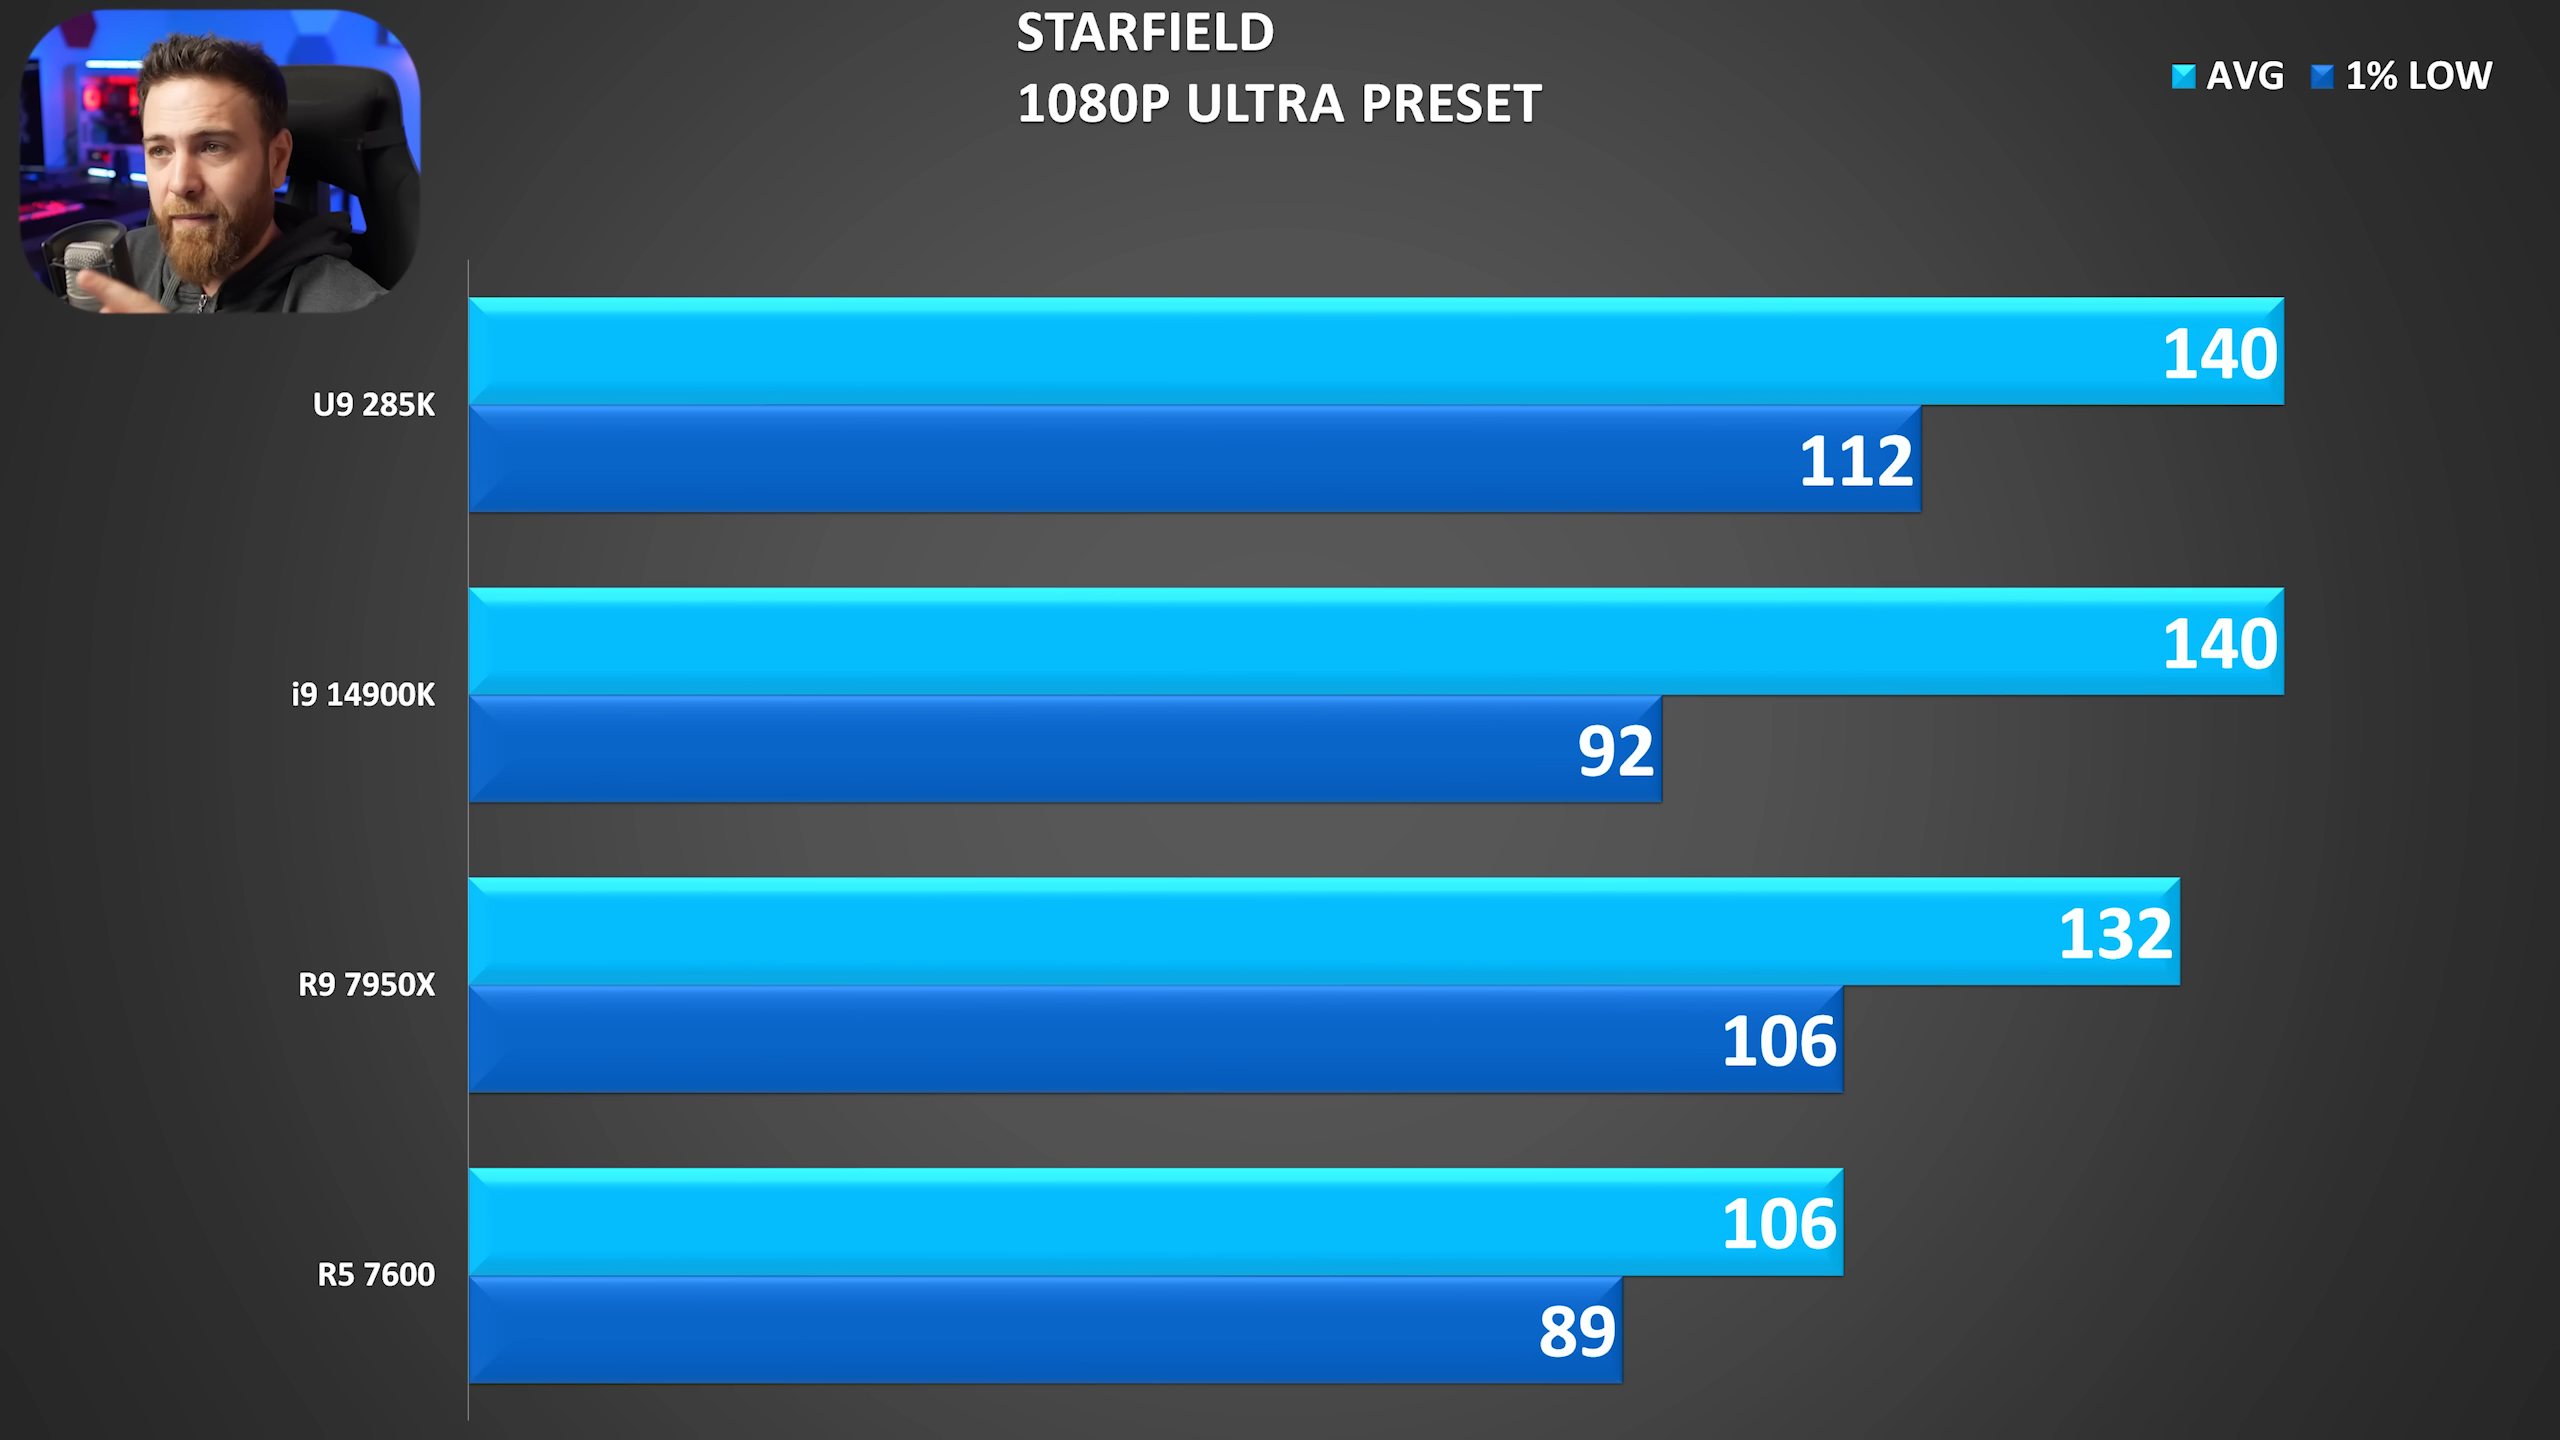 STARFIELD
1080P ULTRA PRESET
AVG 1% LOW
U9 285K
140
112
i9 14900K
140
92
R9 7950X
132
106
R5 7600
106
89